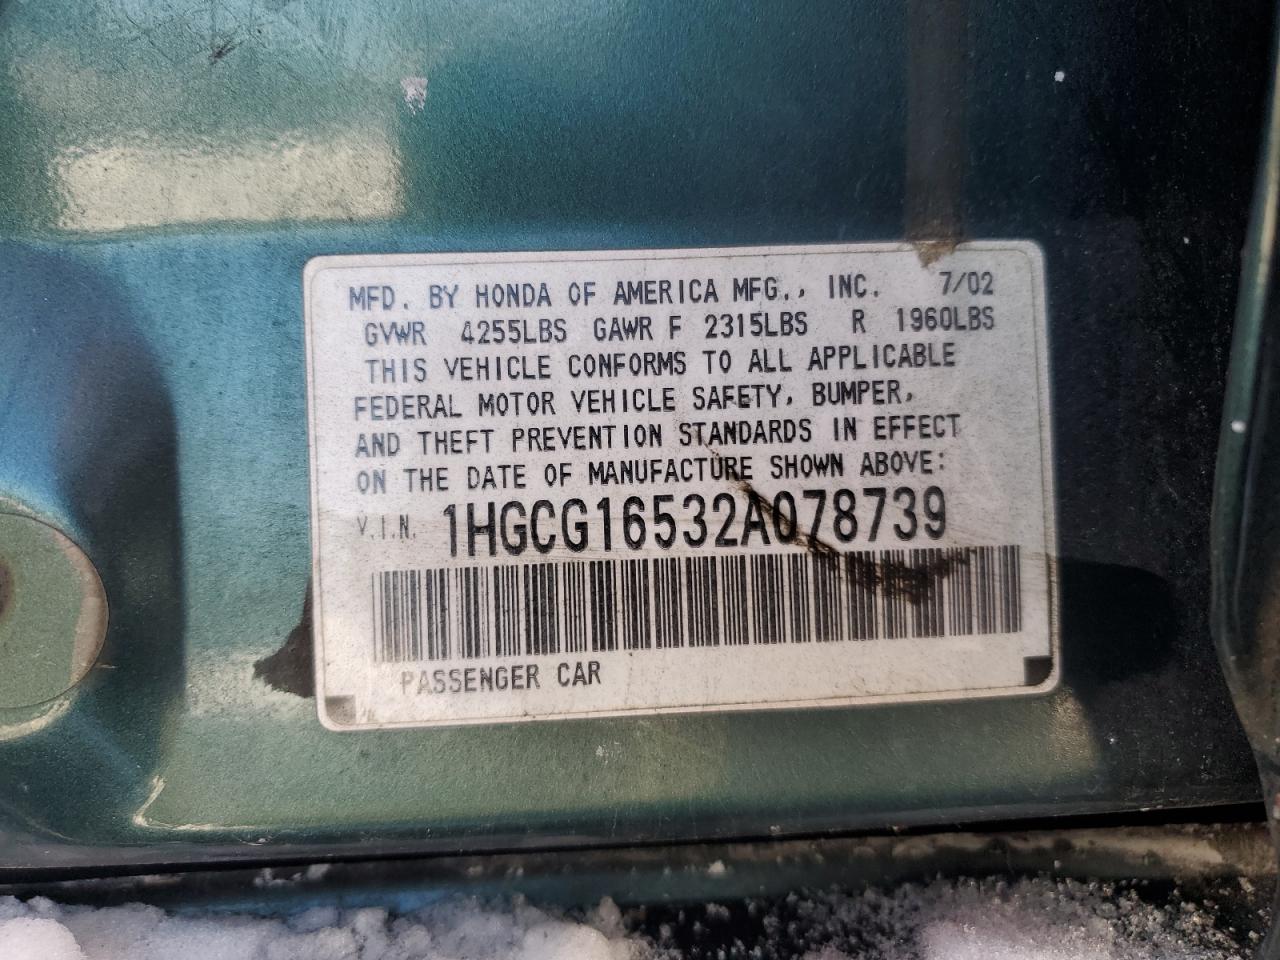 MFD. BY HONDA OF AMERICA MFG., INC. 7/02
GVWR 4255LBS GAWR F 2315LBS R 1960LBS
THIS VEHICLE CONFORMS TO ALL APPLICABLE
FEDERAL MOTOR VEHICLE SAFETY, BUMPER,
AND THEFT PREVENTION STANDARDS IN EFFECT
ON THE DATE OF MANUFACTURE SHOWN ABOVE:
V.I.N. 1HGCG16532A078739
PASSENGER CAR